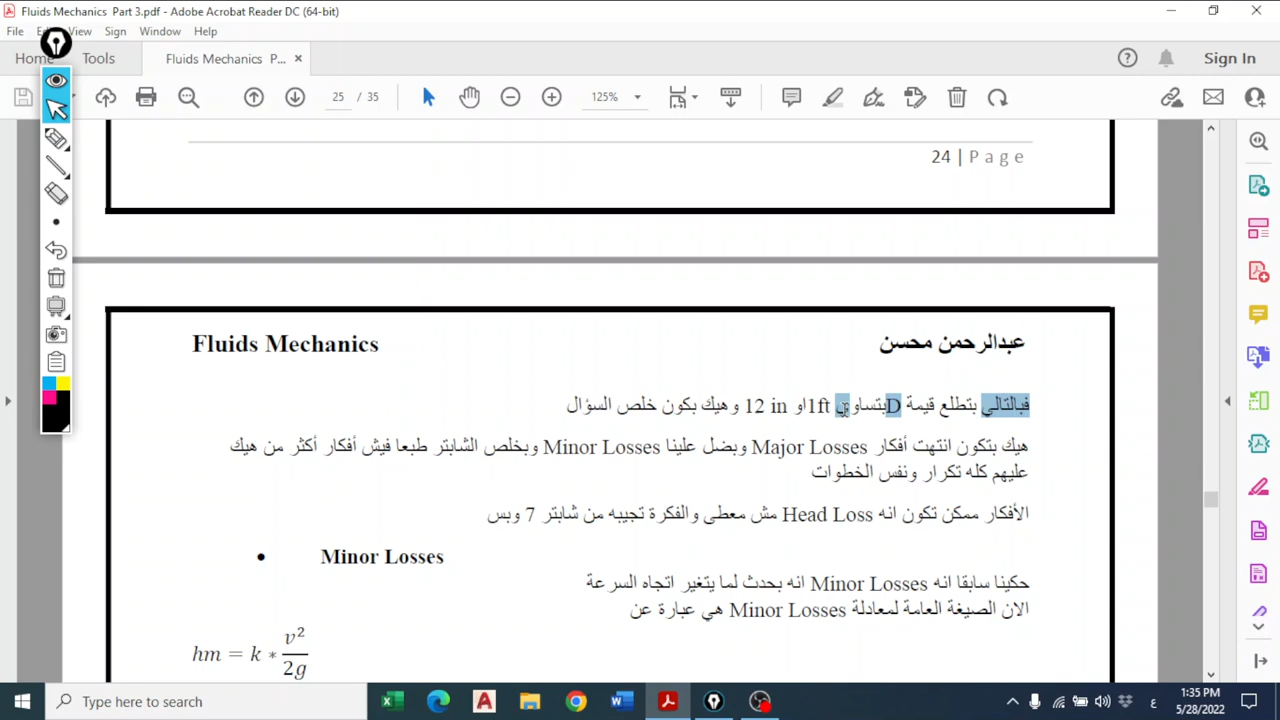 Fluids Mechanics Part 3.pdf - Adobe Acrobat Reader DC (64-bit)
File View Sign Window Help
Home Tools Fluids Mechanics P... Sign In
25 / 35 125%
24 | Page
Fluids Mechanics عبدالرحمن محسن
فبالتالي بتطلع قيمة D بتساوي 1ft او 12 in وهيك بكون خلص السؤال
هيك بتكون انتهت أفكار Major Losses وبضل علينا Minor Losses وبخلص الشابتر طبعا فيش أفكار أكثر من هيك
عليهم كله تكرار ونفس الخطوات
الأفكار ممكن تكون انه Head Loss مش معطى والفكرة تجيبه من شابتر 7 وبس
• Minor Losses
حكينا سابقا انه Minor Losses انه بحدث لما يتغير اتجاه السرعة
الان الصيغة العامة لمعادلة Minor Losses هي عبارة عن
hm = k * v²/2g
Type here to search
ع
1:35 PM
5/28/2022